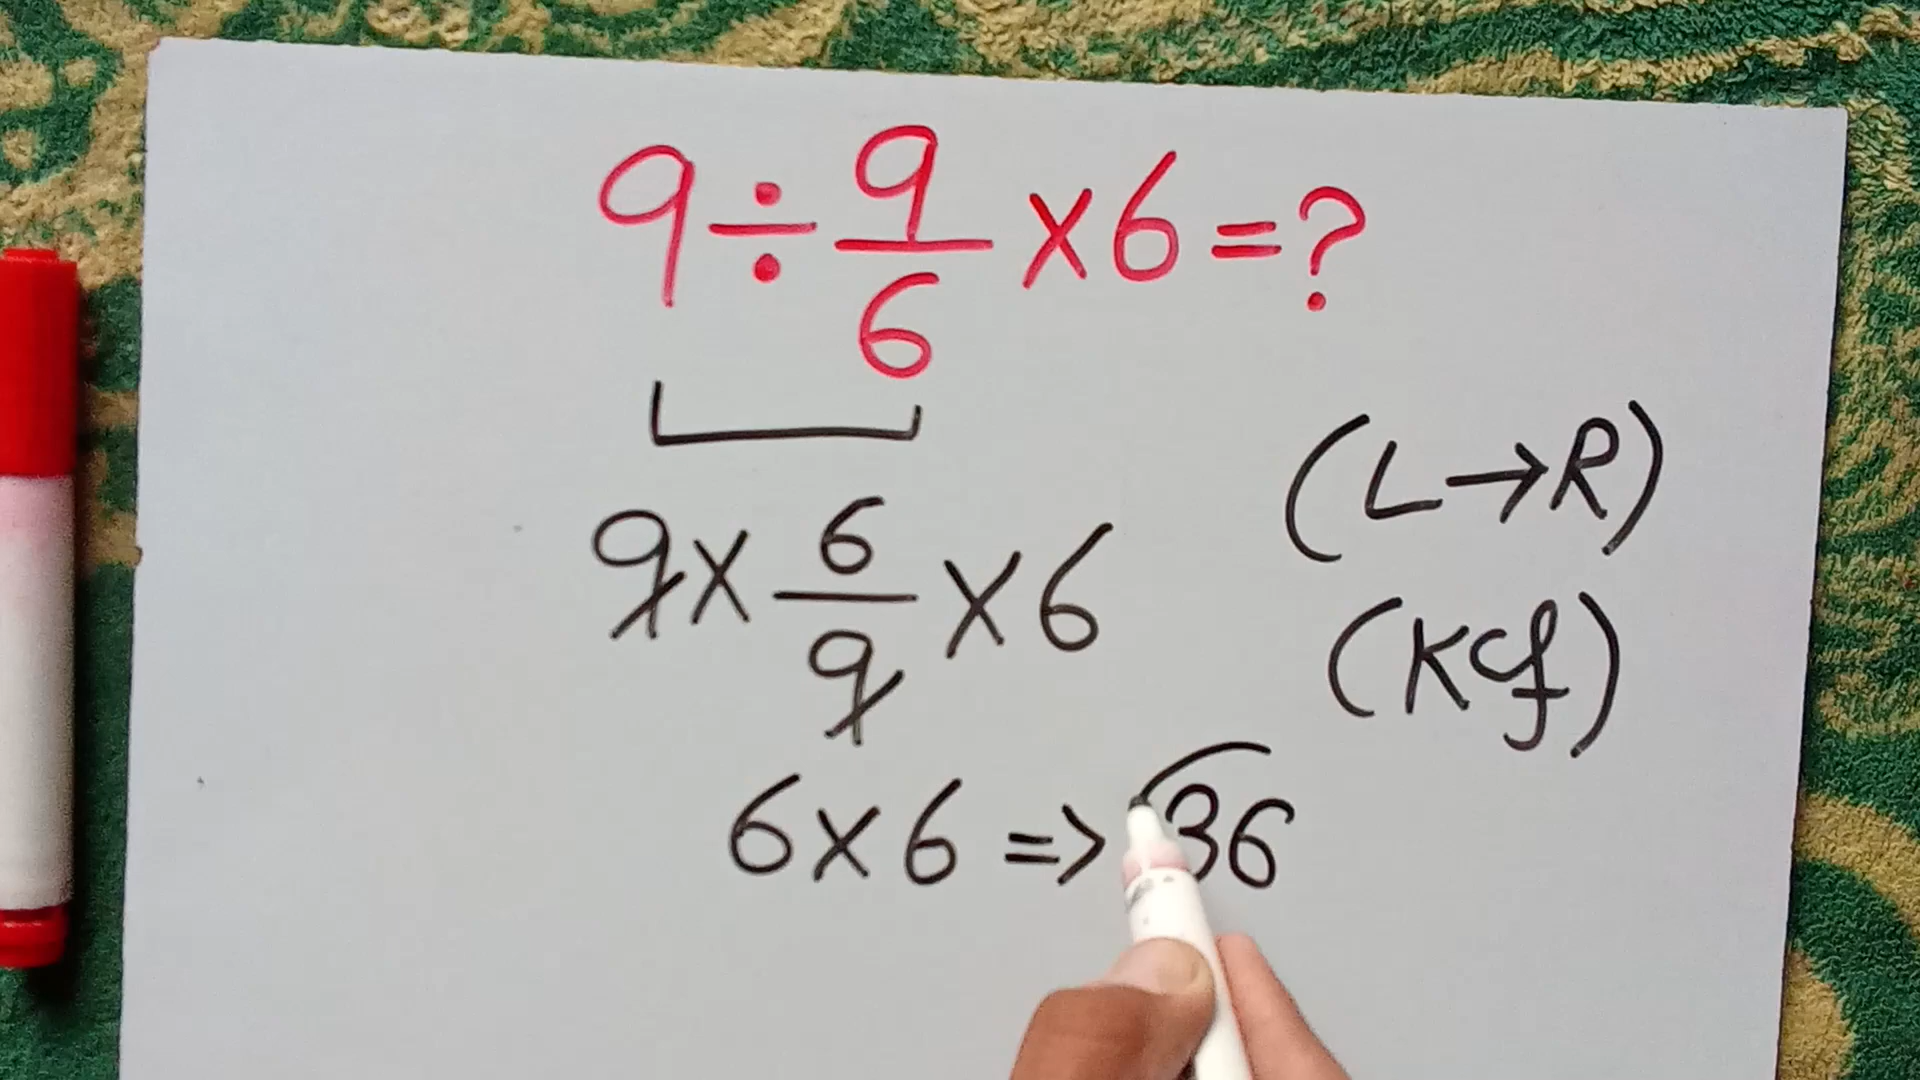 9 ÷ 9/6 × 6 = ?
(L → R)
9 × 6/9 × 6
(KCf)
6 × 6 => 36